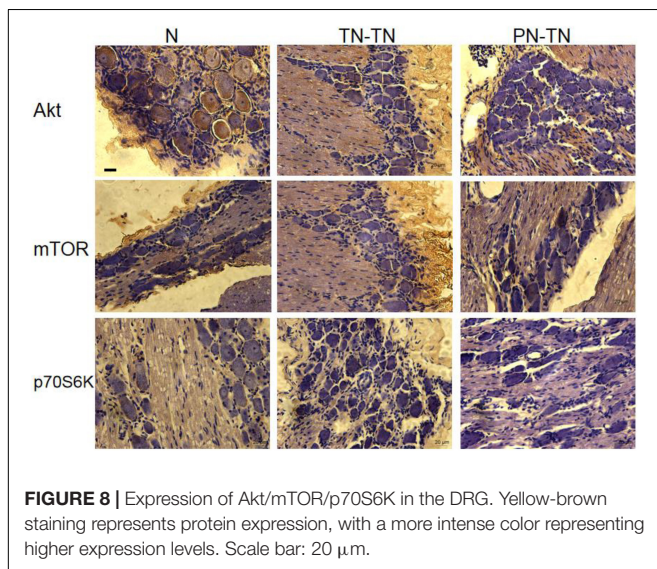 N TN-TN PN-TN
Akt
mTOR
p70S6K
20 μm
FIGURE 8 | Expression of Akt/mTOR/p70S6K in the DRG. Yellow-brown
staining represents protein expression, with a more intense color representing
higher expression levels. Scale bar: 20 μm.